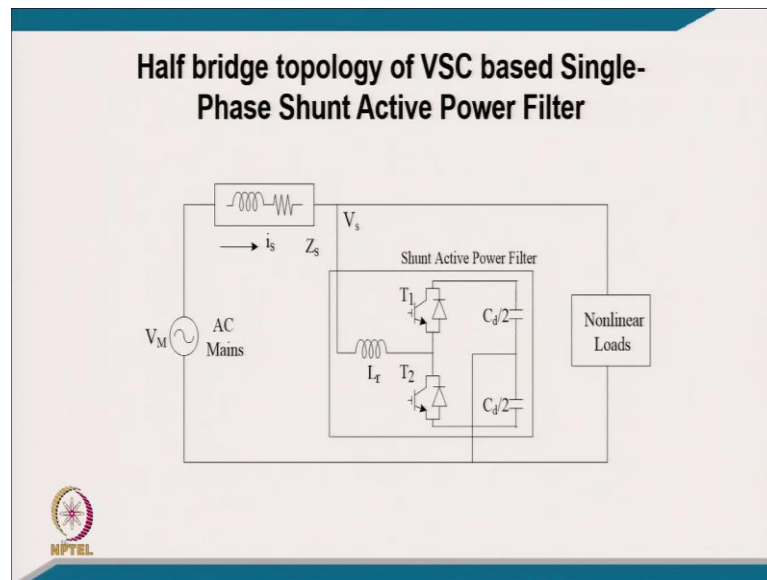 Half bridge topology of VSC based Single-
Phase Shunt Active Power Filter
V_s
i_s
Z_s
Shunt Active Power Filter
T_1
C_d/2
V_M
AC
Mains
Nonlinear
Loads
L_r
T_2
C_d/2
NPTEL